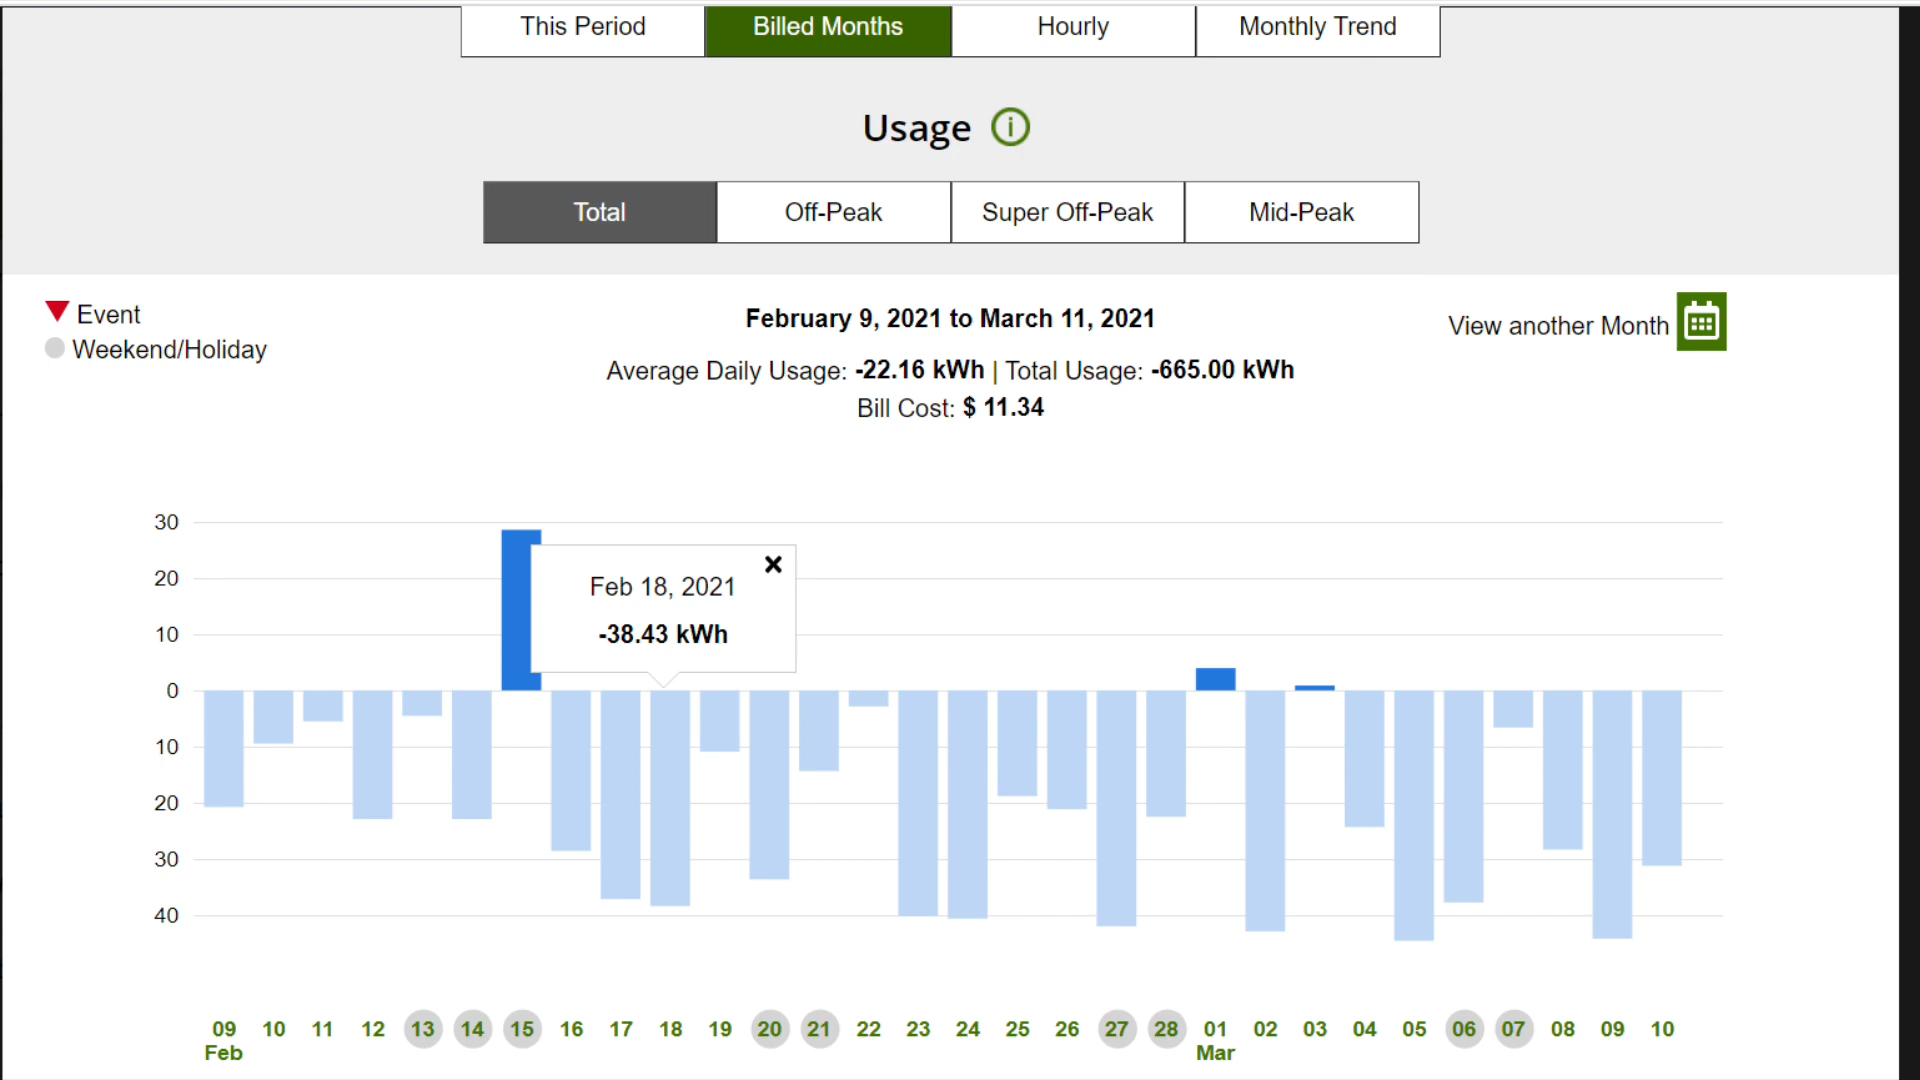 This Period Billed Months Hourly Monthly Trend
Usage i
Total Off-Peak Super Off-Peak Mid-Peak
Event
Weekend/Holiday
February 9, 2021 to March 11, 2021
Average Daily Usage: -22.16 kWh | Total Usage: -665.00 kWh
Bill Cost: $ 11.34
View another Month
30
20
10
0
10
20
30
40
Feb 18, 2021
-38.43 kWh
09 10 11 12 13 14 15 16 17 18 19 20 21 22 23 24 25 26 27 28 01 02 03 04 05 06 07 08 09 10
Feb Mar